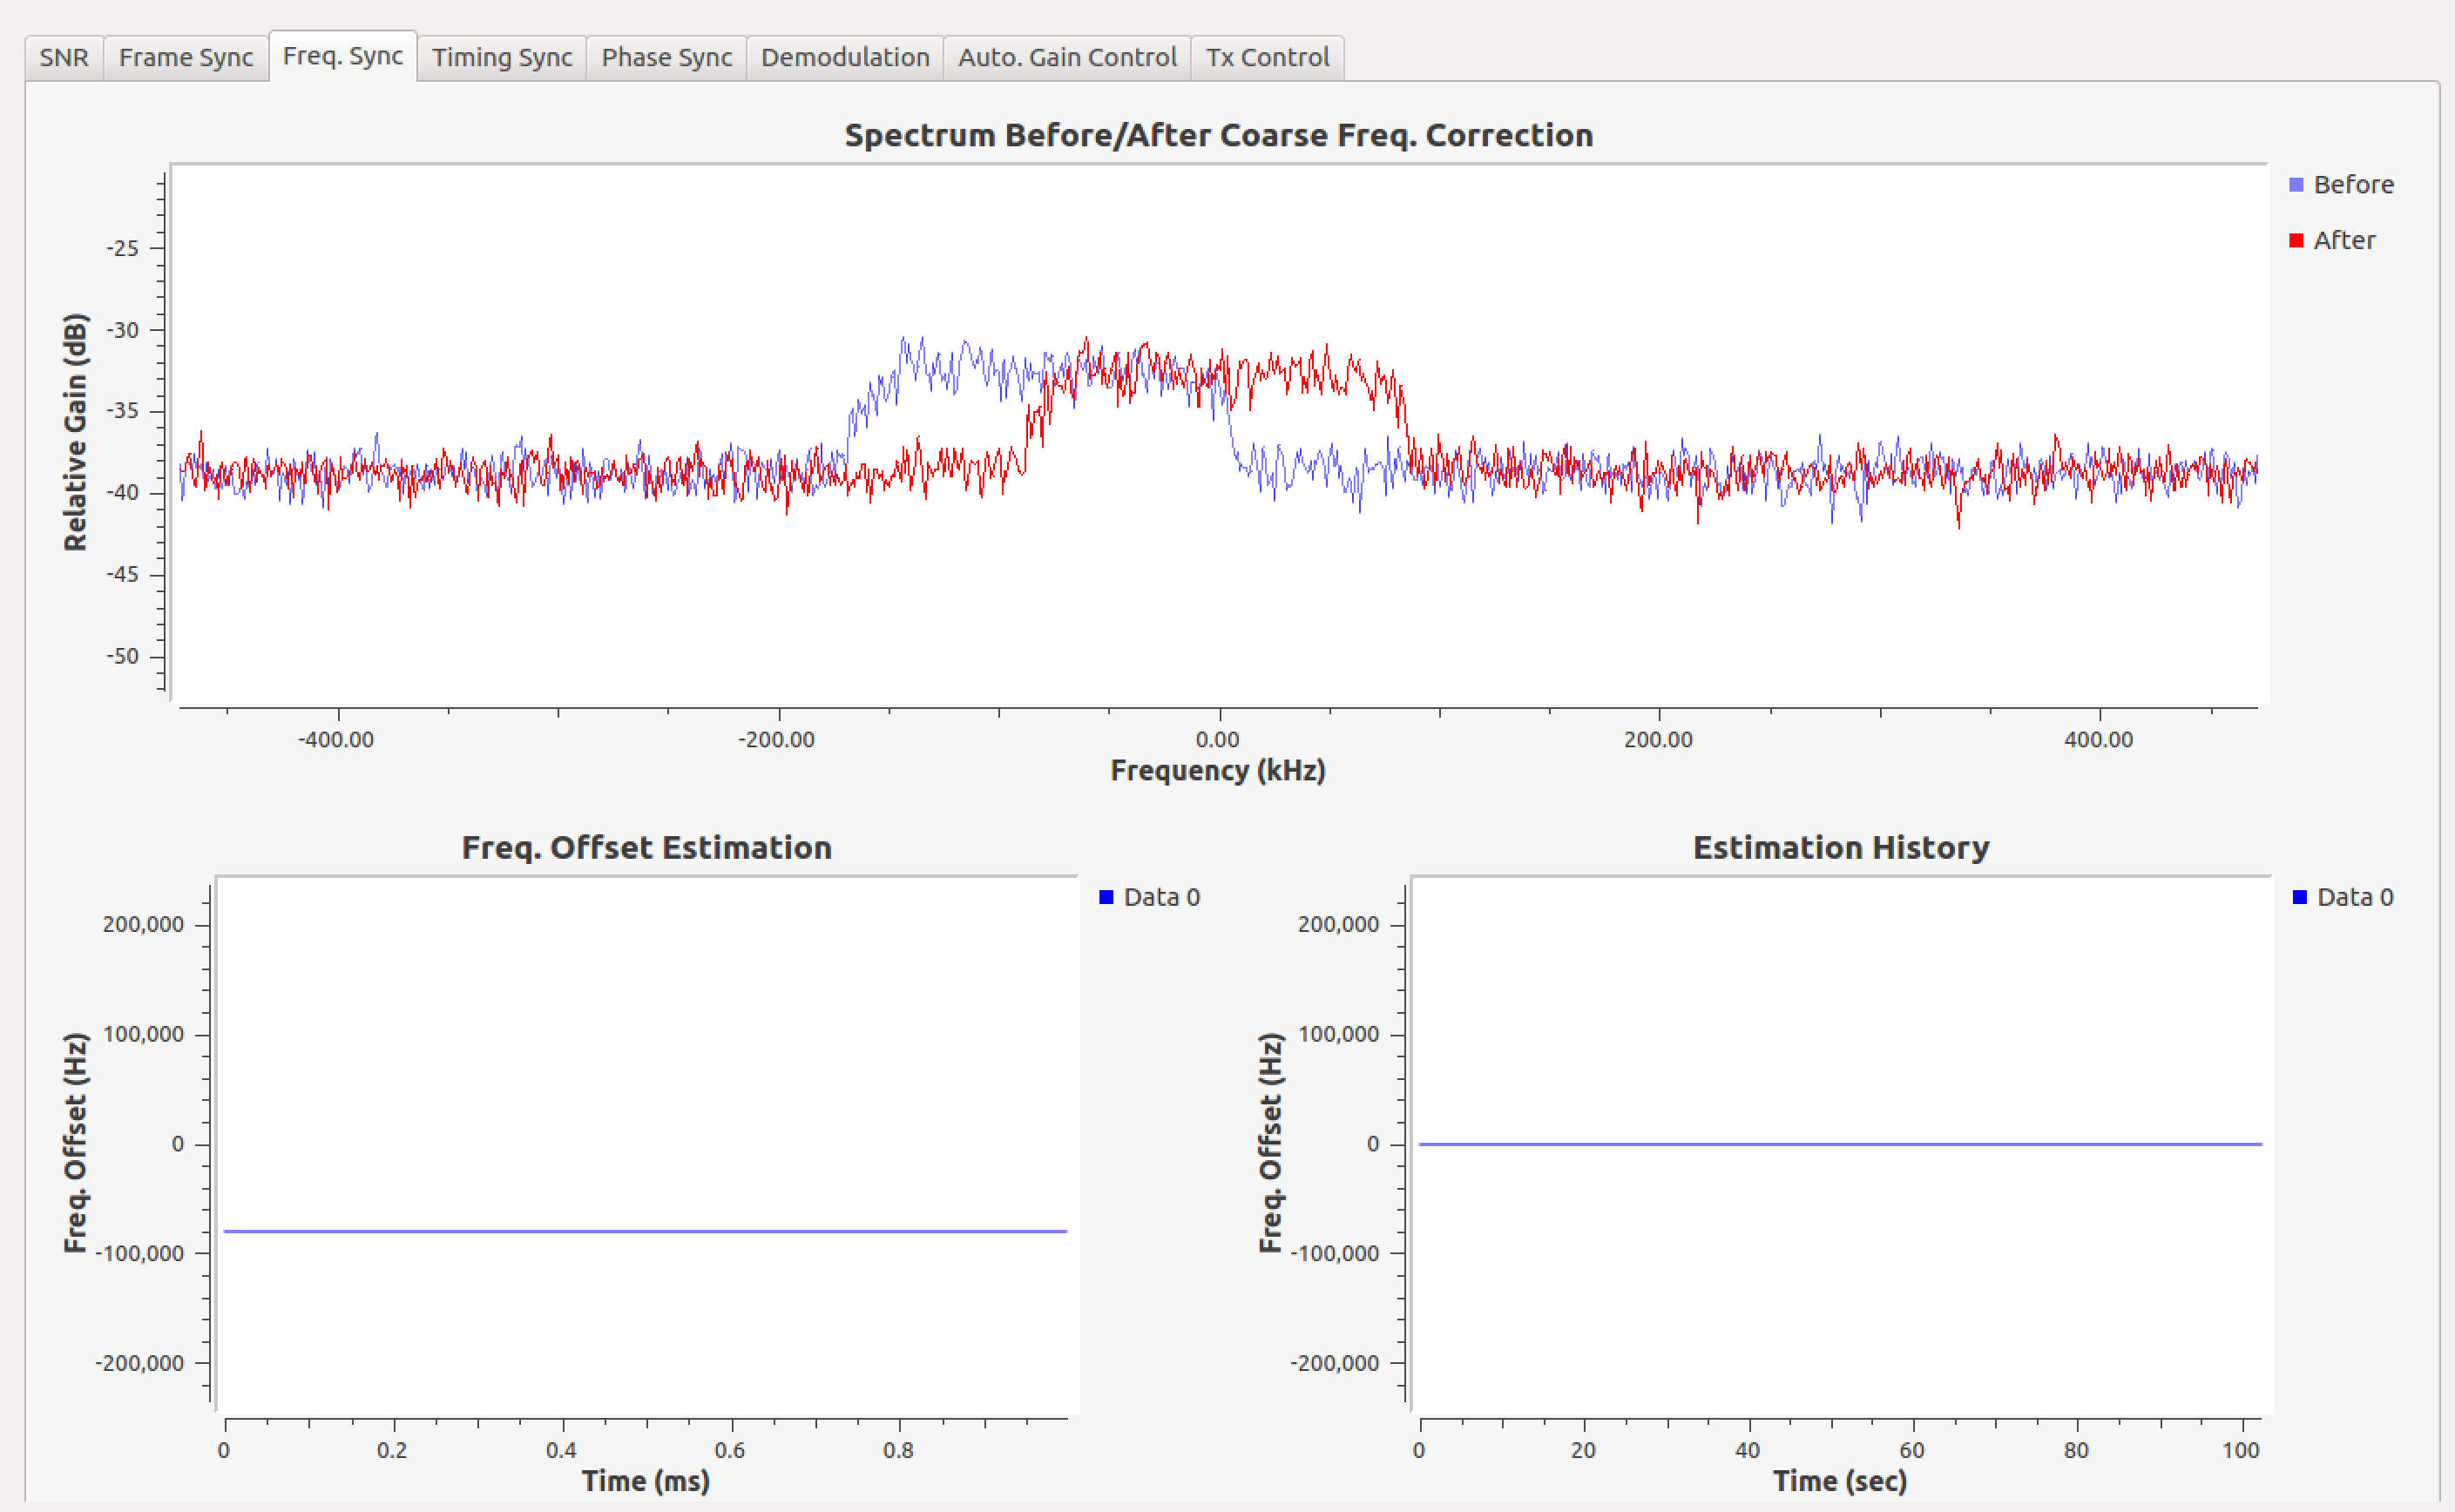 SNR Frame Sync Freq. Sync Timing Sync Phase Sync Demodulation Auto. Gain Control Tx Control
Spectrum Before/After Coarse Freq. Correction
Before
After
Relative Gain (dB)
-25
-30
-35
-40
-45
-50
-400.00 -200.00 0.00 200.00 400.00
Frequency (kHz)
Freq. Offset Estimation
Data 0
Freq. Offset (Hz)
200,000
100,000
0
-100,000
-200,000
0 0.2 0.4 0.6 0.8
Time (ms)
Estimation History
Data 0
Freq. Offset (Hz)
200,000
100,000
0
-100,000
-200,000
0 20 40 60 80 100
Time (sec)